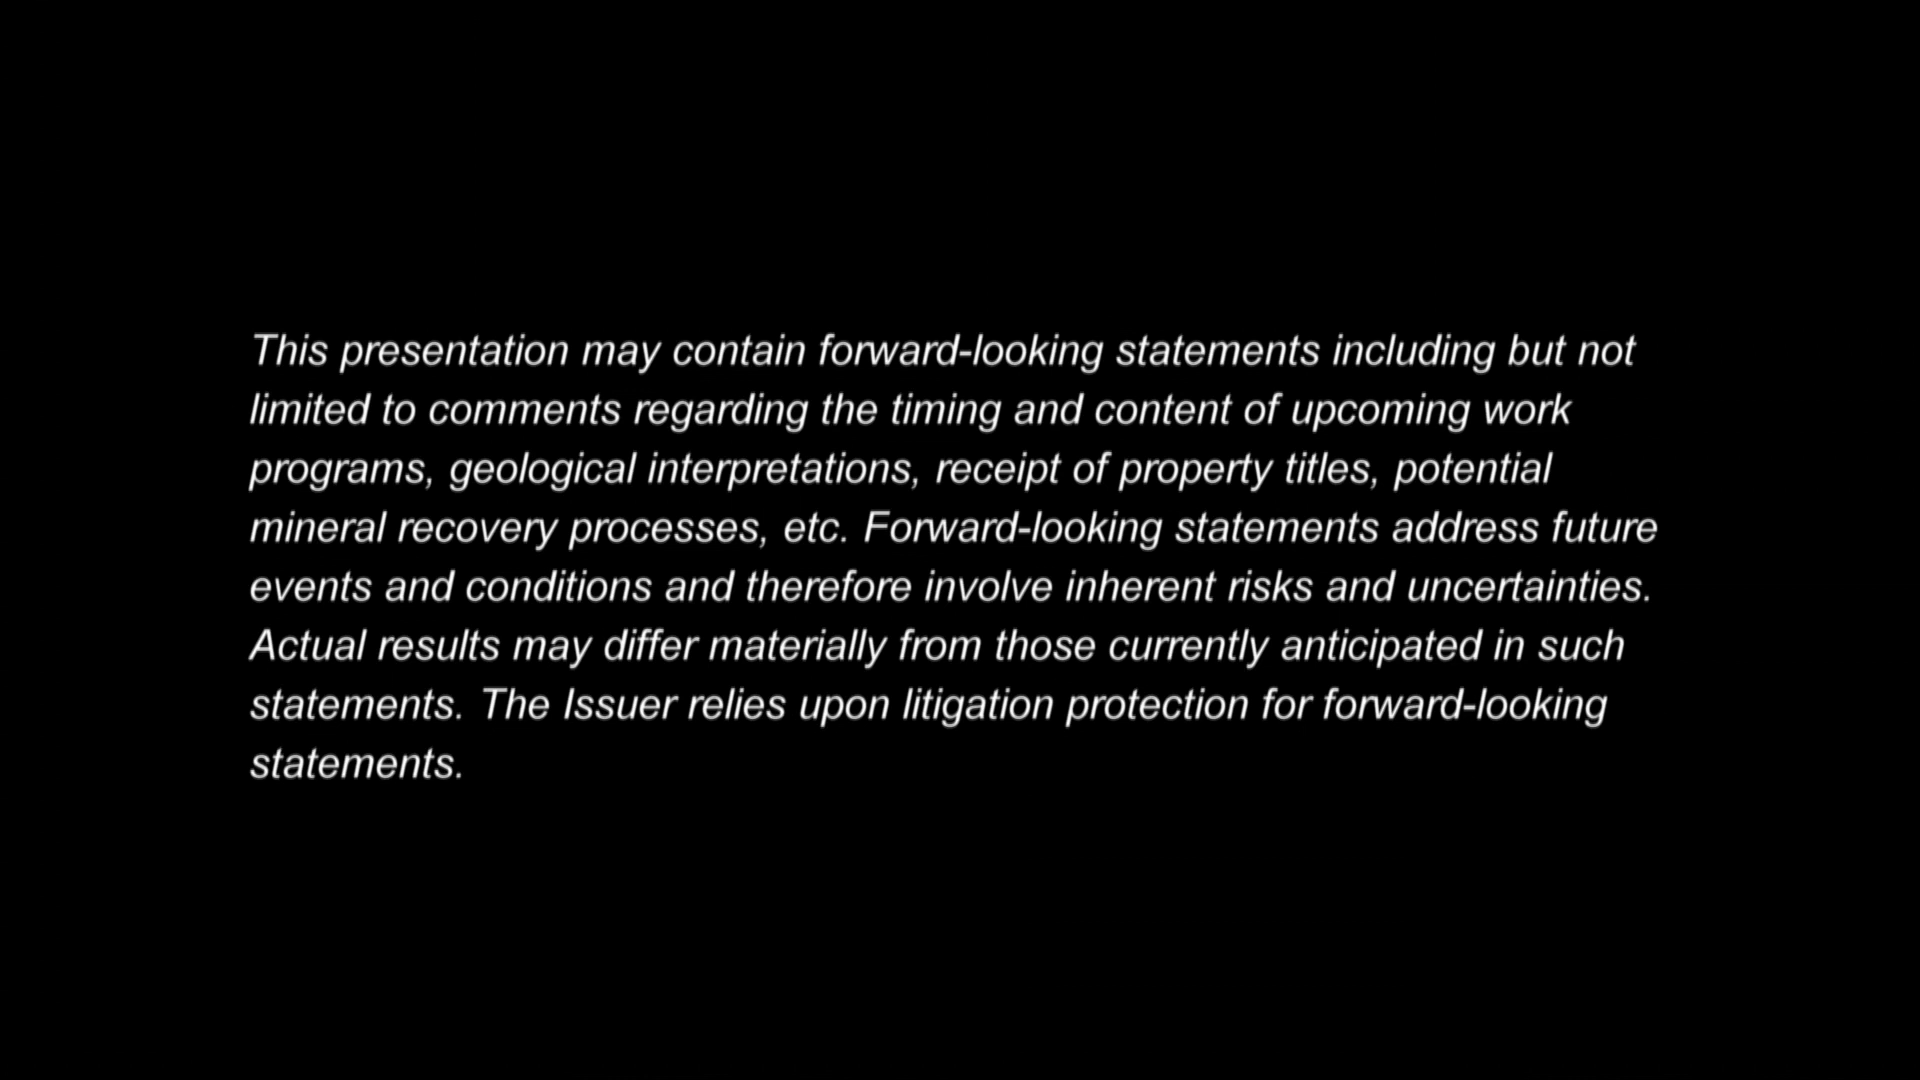 This presentation may contain forward-looking statements including but not
limited to comments regarding the timing and content of upcoming work
programs, geological interpretations, receipt of property titles, potential
mineral recovery processes, etc. Forward-looking statements address future
events and conditions and therefore involve inherent risks and uncertainties.
Actual results may differ materially from those currently anticipated in such
statements. The Issuer relies upon litigation protection for forward-looking
statements.